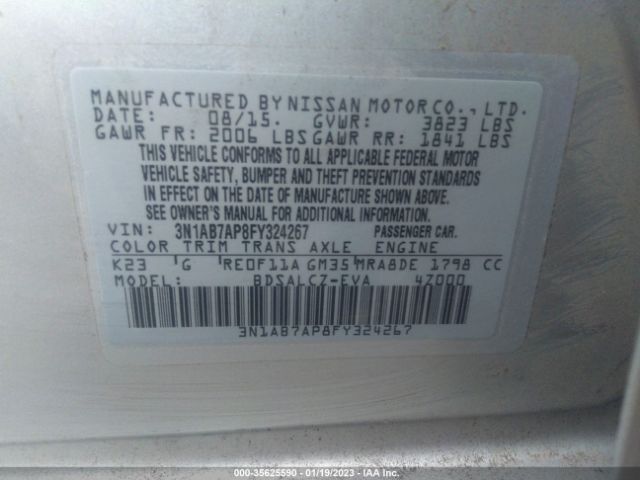 MANUFACTURED BY NISSAN MOTOR CO., LTD.
DATE: 08/15. GVWR: 3823 LBS
GAWR FR: 2006 LBS GAWR RR: 1841 LBS
THIS VEHICLE CONFORMS TO ALL APPLICABLE FEDERAL MOTOR
VEHICLE SAFETY, BUMPER AND THEFT PREVENTION STANDARDS
IN EFFECT ON THE DATE OF MANUFACTURE SHOWN ABOVE.
SEE OWNER'S MANUAL FOR ADDITIONAL INFORMATION.
VIN: 3N1AB7AP8FY324267 PASSENGER CAR.
COLOR TRIM TRANS AXLE ENGINE
K23 G RE0F11A GM35 MRA8DE 1798 CC
MODEL: BDSALCZ-EVA 4Z000
3N1AB7AP8FY324267
000-35625590 - 01/19/2023 - IAA Inc.